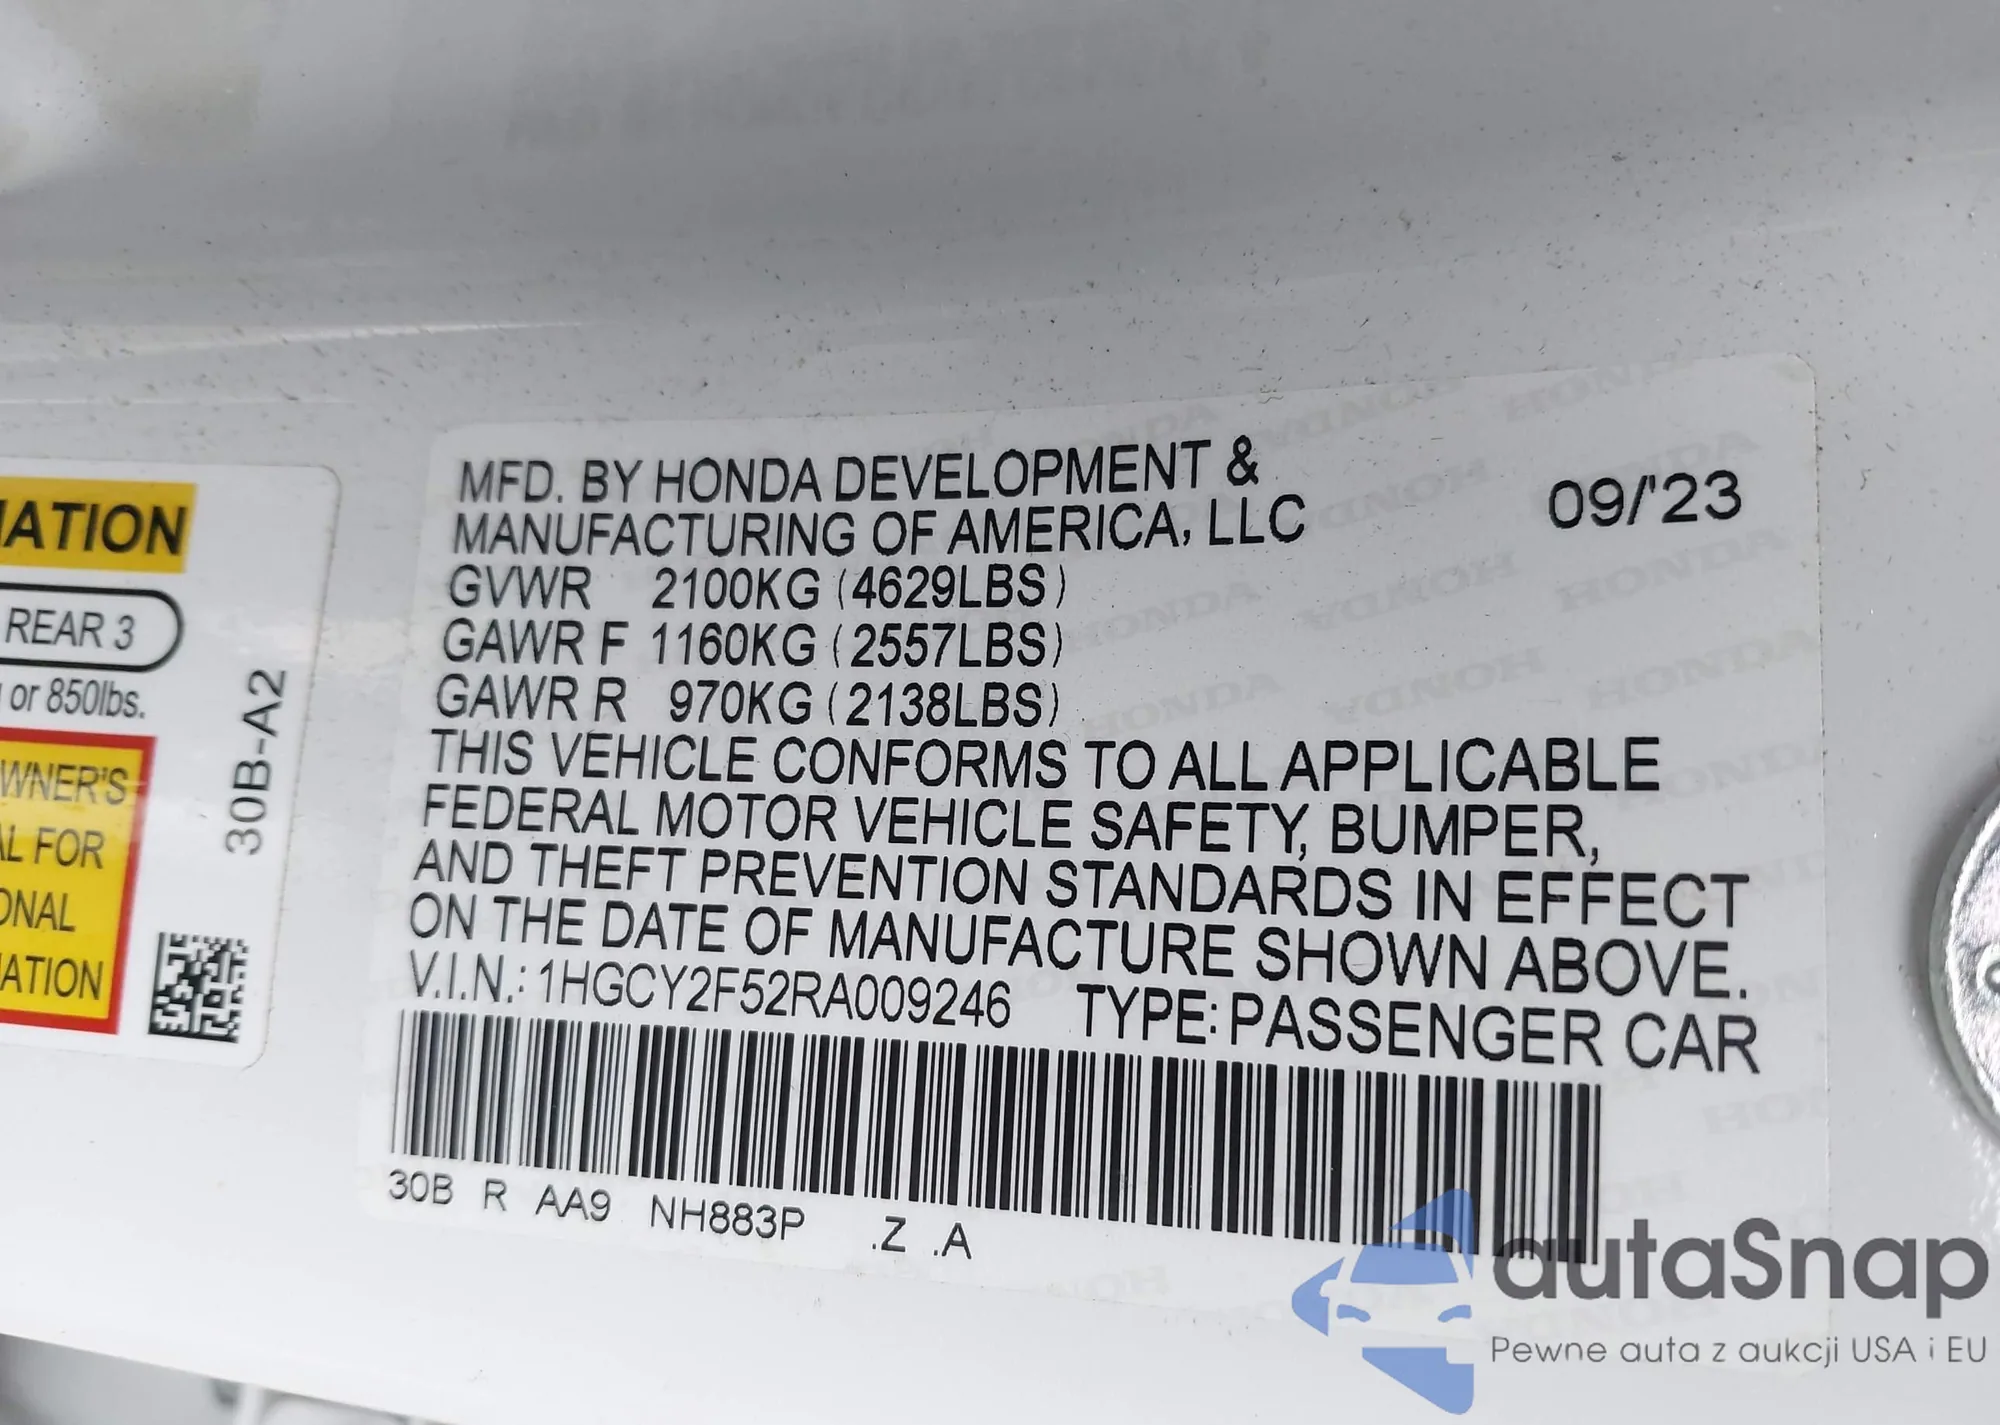 MATION
REAR 3
or 850lbs.
WNER'S
AL FOR
ONAL
MATION
30B-A2
MFD. BY HONDA DEVELOPMENT &
MANUFACTURING OF AMERICA, LLC
09/'23
GVWR 2100KG (4629LBS)
GAWR F 1160KG (2557LBS)
GAWR R 970KG (2138LBS)
THIS VEHICLE CONFORMS TO ALL APPLICABLE
FEDERAL MOTOR VEHICLE SAFETY, BUMPER,
AND THEFT PREVENTION STANDARDS IN EFFECT
ON THE DATE OF MANUFACTURE SHOWN ABOVE.
V.I.N.: 1HGCY2F52RA009246 TYPE: PASSENGER CAR
30B R AA9 NH883P .Z .A
autaSnap
Pewne auta z aukcji USA i EU